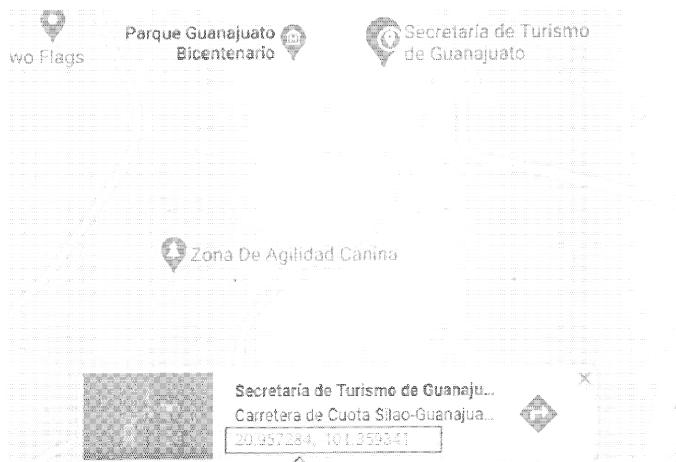 Parque Guanajuato
Bicentenario
Secretaría de Turismo
de Guanajuato
wo Flags
Zona De Agilidad Canina
Secretaría de Turismo de Guanaju...
Carretera de Cuota Silao-Guanajua...
20.957284, 101.359341